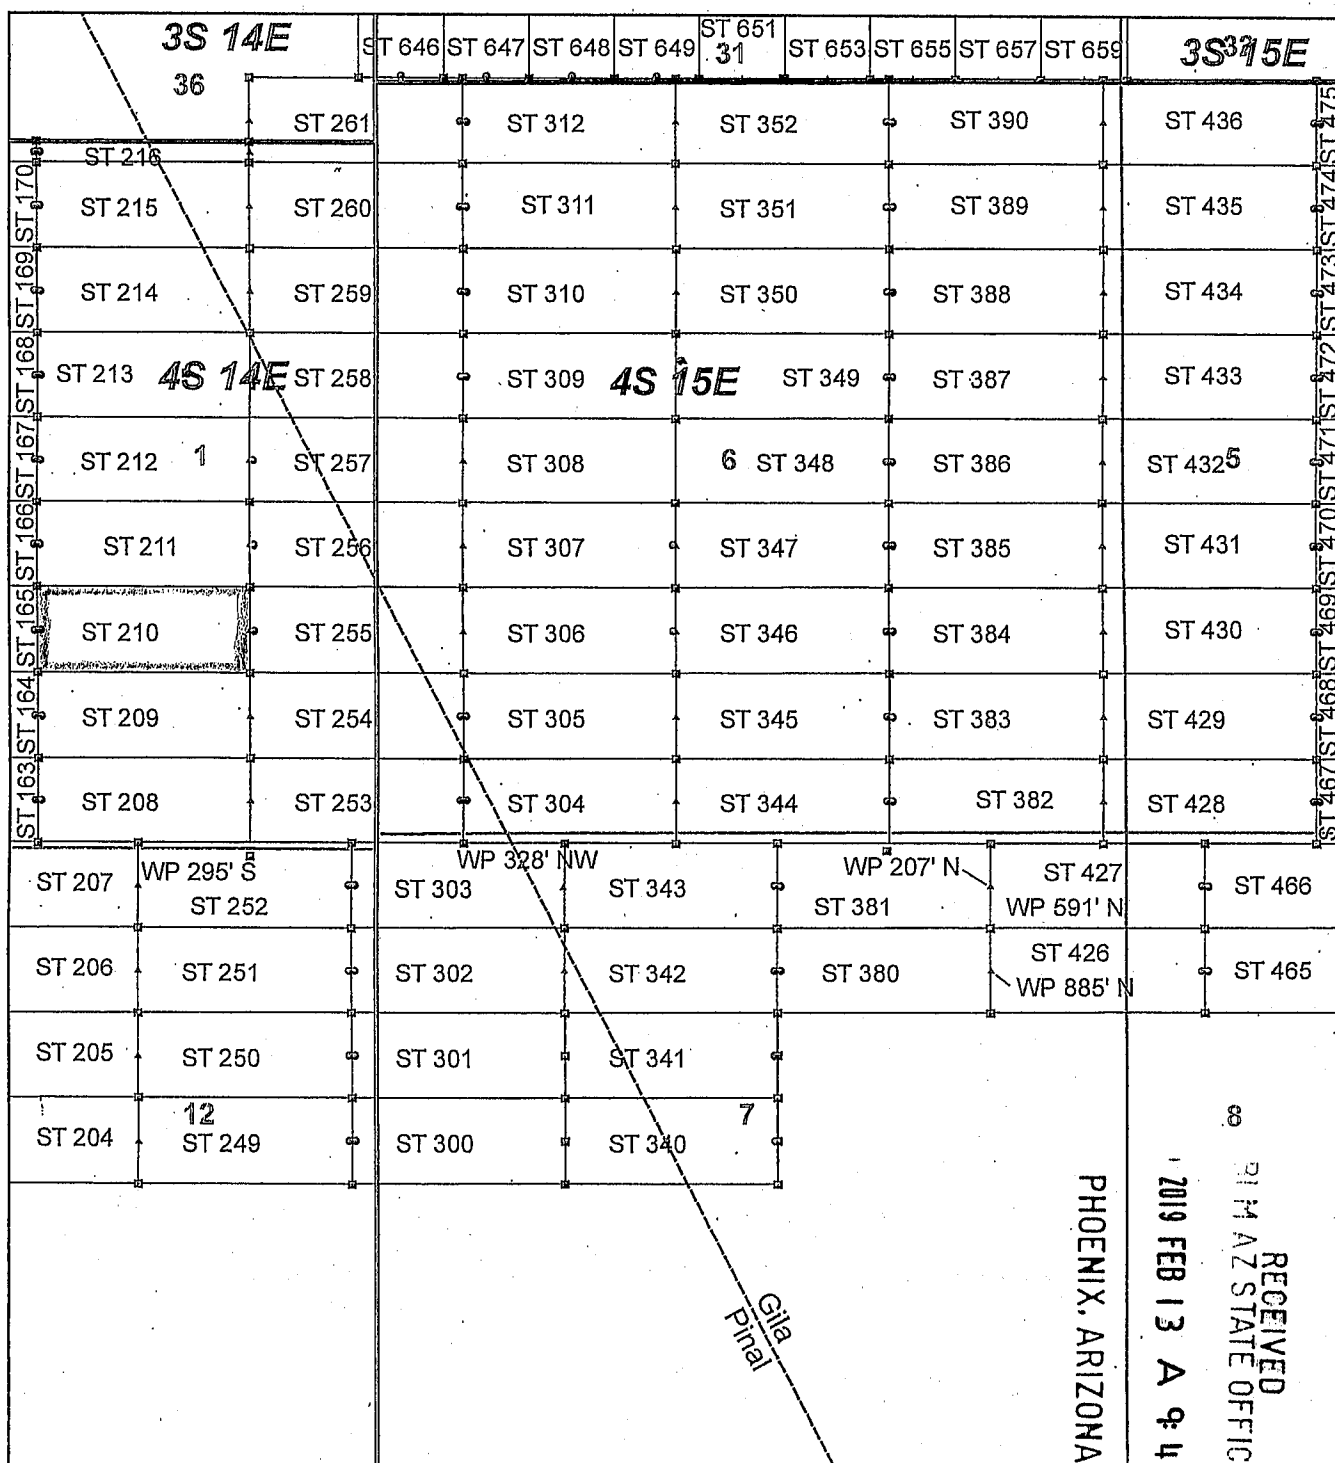 3S 14E
ST 646 ST 647 ST 648 ST 649 ST 651 ST 653 ST 655 ST 657 ST 659
31
3S 15E
32
36
ST 261 ST 312 ST 352 ST 390 ST 436 ST 475
ST 216
ST 170 ST 215 ST 260 ST 311 ST 351 ST 389 ST 435 ST 474
ST 169 ST 214 ST 259 ST 310 ST 350 ST 388 ST 434 ST 473
ST 168 ST 213 4S 14E ST 258 ST 309 4S 15E ST 349 ST 387 ST 433 ST 472
ST 167 ST 212 1 ST 257 ST 308 6 ST 348 ST 386 ST 432 5 ST 471
ST 166 ST 211 ST 256 ST 307 ST 347 ST 385 ST 431 ST 470
ST 165 ST 210 ST 255 ST 306 ST 346 ST 384 ST 430 ST 469
ST 164 ST 209 ST 254 ST 305 ST 345 ST 383 ST 429 ST 468
ST 163 ST 208 ST 253 ST 304 ST 344 ST 382 ST 428 ST 467
ST 207 WP 295' S ST 303 WP 328' NW ST 343 WP 207' N ST 427 ST 466
ST 252 ST 381 WP 591' N
ST 206 ST 251 ST 302 ST 342 ST 380 ST 426 ST 465
WP 885' N
ST 205 ST 250 ST 301 ST 341
12 7 8
ST 204 ST 249 ST 300 ST 340
Gila
Pinal
RECEIVED
AZ STATE OFFIC
2019 FEB 13 A 9:4
PHOENIX, ARIZONA